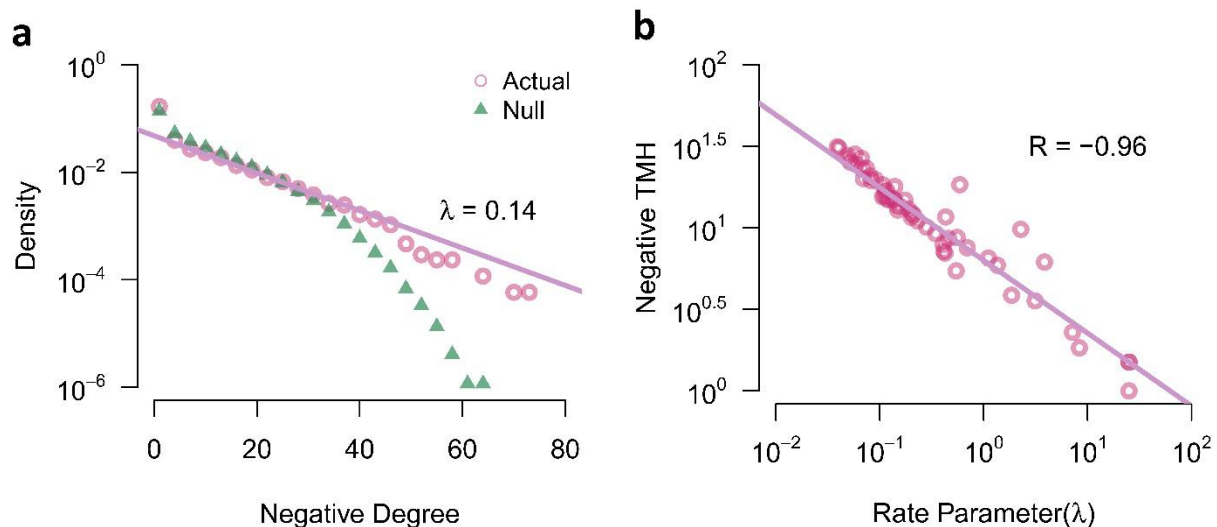 a
10^0
10^−2
10^−4
10^−6
Density
Actual
Null
λ = 0.14
0 20 40 60 80
Negative Degree
b
10^2
10^1.5
10^1
10^0.5
10^0
Negative TMH
R = −0.96
10^−2 10^−1 10^0 10^1 10^2
Rate Parameter(λ)